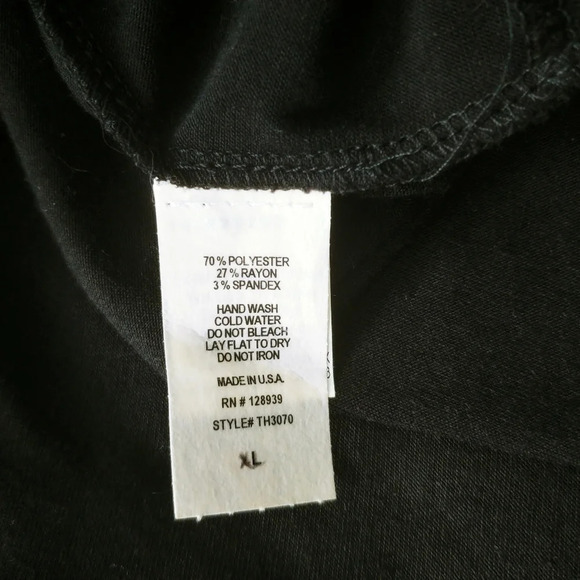 70% POLYESTER
27% RAYON
3% SPANDEX
HAND WASH
COLD WATER
DO NOT BLEACH
LAY FLAT TO DRY
DO NOT IRON
MADE IN U.S.A.
RN # 128939
STYLE# TH3070
XL